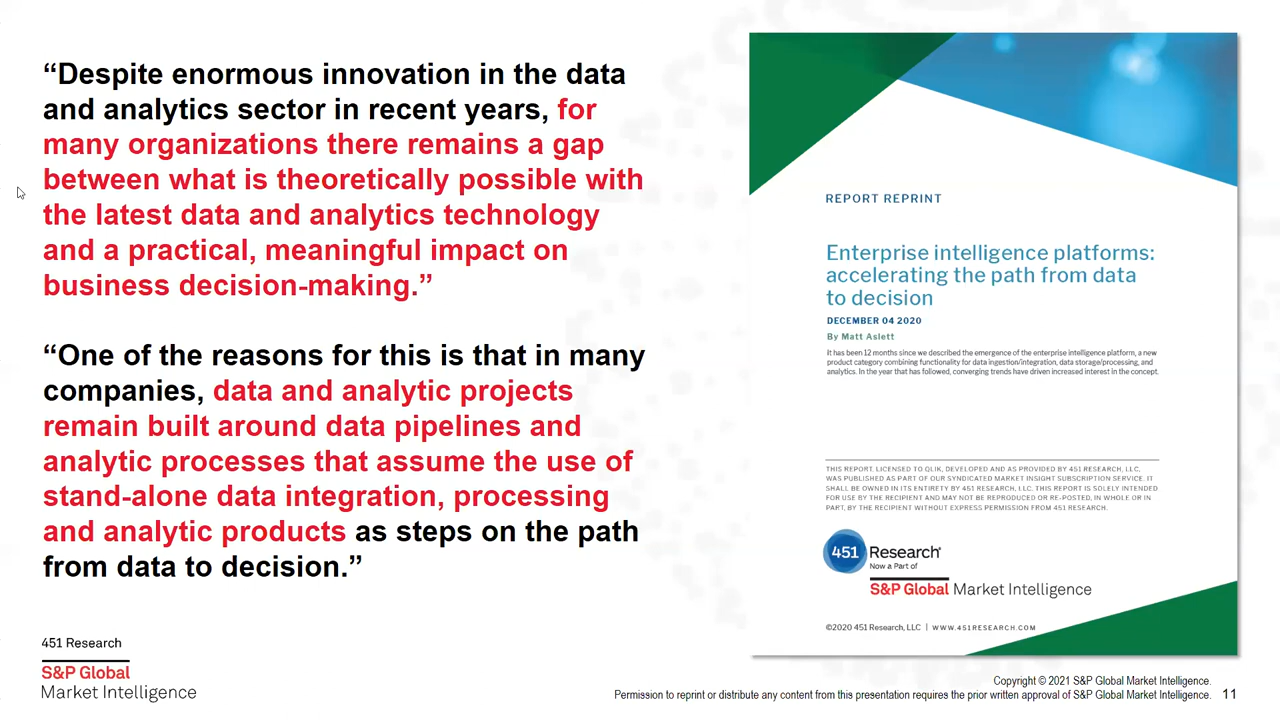 “Despite enormous innovation in the data
and analytics sector in recent years, for
many organizations there remains a gap
between what is theoretically possible with
the latest data and analytics technology
and a practical, meaningful impact on
business decision-making.”
“One of the reasons for this is that in many
companies, data and analytic projects
remain built around data pipelines and
analytic processes that assume the use of
stand-alone data integration, processing
and analytic products as steps on the path
from data to decision.”
REPORT REPRINT
Enterprise intelligence platforms:
accelerating the path from data
to decision
DECEMBER 04 2020
By Matt Aslett
It has been 12 months since we described the emergence of the enterprise intelligence platform, a new
product category combining functionality for data ingestion/integration, data storage/processing, and
analytics. In the year that has followed, converging trends have driven increased interest in the concept.
THIS REPORT, LICENSED TO QLIK, DEVELOPED AND AS PROVIDED BY 451 RESEARCH, LLC,
WAS PUBLISHED AS PART OF OUR SYNDICATED MARKET INSIGHT SUBSCRIPTION SERVICE. IT
SHALL BE OWNED IN ITS ENTIRETY BY 451 RESEARCH, LLC. THIS REPORT IS SOLELY INTENDED
FOR USE BY THE RECIPIENT AND MAY NOT BE REPRODUCED OR RE-POSTED, IN WHOLE OR IN
PART, BY THE RECIPIENT WITHOUT EXPRESS PERMISSION FROM 451 RESEARCH.
451 Research®
Now a Part of
S&P Global Market Intelligence
©2020 451 Research, LLC | WWW.451RESEARCH.COM
451 Research
S&P Global
Market Intelligence
Copyright © 2021 S&P Global Market Intelligence.
Permission to reprint or distribute any content from this presentation requires the prior written approval of S&P Global Market Intelligence. 11